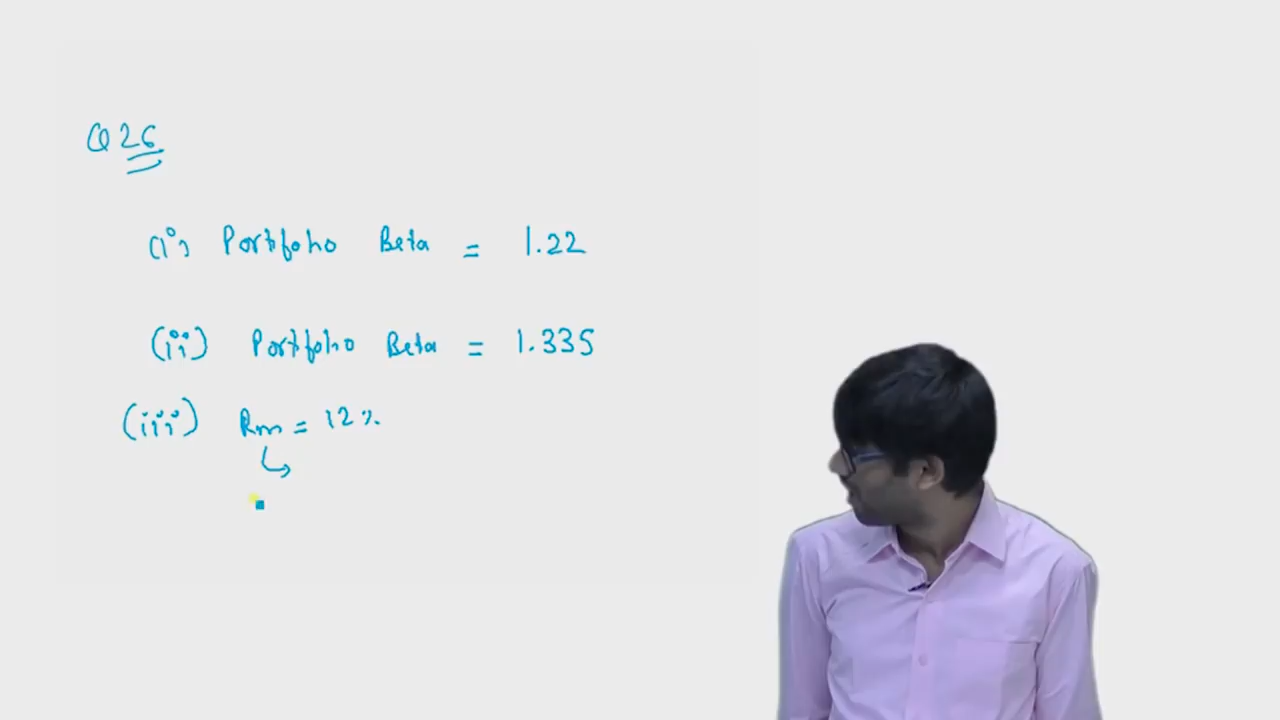 Q26
(i) Portfolio Beta = 1.22
(ii) Portfolio Beta = 1.335
(iii) Rm = 12%